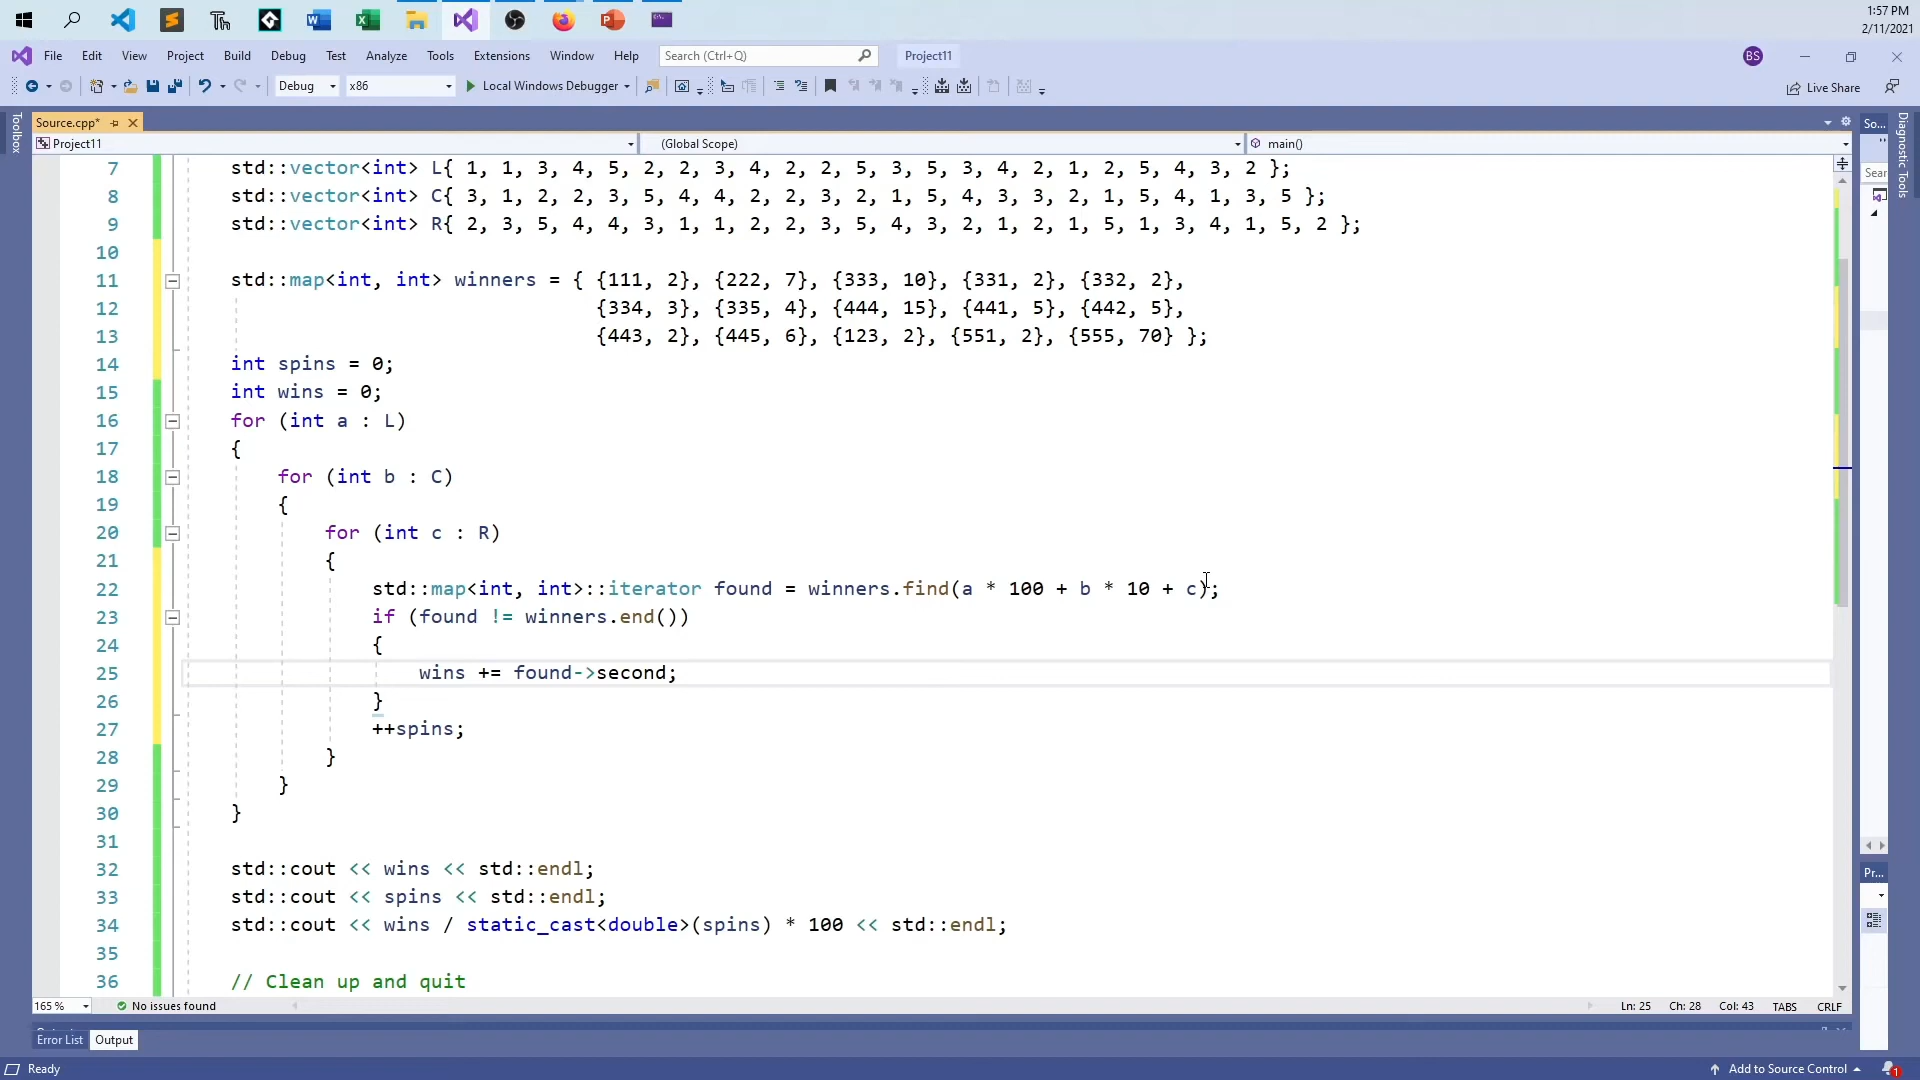 1:57 PM
2/11/2021
File Edit View Project Build Debug Test Analyze Tools Extensions Window Help Search (Ctrl+Q) Project11 BS
Debug x86 Local Windows Debugger Live Share
Toolbox
Source.cpp*
So...
Diagnostic Tools
Project11 (Global Scope) main()
Sear
7 std::vector<int> L{ 1, 1, 3, 4, 5, 2, 2, 3, 4, 2, 2, 5, 3, 5, 3, 4, 2, 1, 2, 5, 4, 3, 2 };
8 std::vector<int> C{ 3, 1, 2, 2, 3, 5, 4, 4, 2, 2, 3, 2, 1, 5, 4, 3, 3, 2, 1, 5, 4, 1, 3, 5 };
9 std::vector<int> R{ 2, 3, 5, 4, 4, 3, 1, 1, 2, 2, 3, 5, 4, 3, 2, 1, 2, 1, 5, 1, 3, 4, 1, 5, 2 };
10
11 std::map<int, int> winners = { {111, 2}, {222, 7}, {333, 10}, {331, 2}, {332, 2},
12 {334, 3}, {335, 4}, {444, 15}, {441, 5}, {442, 5},
13 {443, 2}, {445, 6}, {123, 2}, {551, 2}, {555, 70} };
14 int spins = 0;
15 int wins = 0;
16 for (int a : L)
17 {
18 for (int b : C)
19 {
20 for (int c : R)
21 {
22 std::map<int, int>::iterator found = winners.find(a * 100 + b * 10 + c);
23 if (found != winners.end())
24 {
25 wins += found->second;
26 }
27 ++spins;
28 }
29 }
30 }
31
32 std::cout << wins << std::endl;
33 std::cout << spins << std::endl;
34 std::cout << wins / static_cast<double>(spins) * 100 << std::endl;
35
36 // Clean up and quit
Pr...
165 % No issues found Ln: 25 Ch: 28 Col: 43 TABS CRLF
Error List Output
Ready Add to Source Control 1